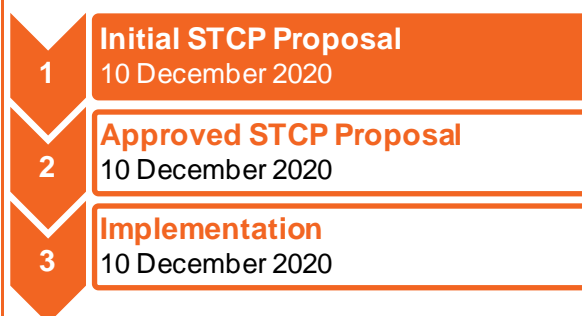 1
Initial STCP Proposal
10 December 2020
2
Approved STCP Proposal
10 December 2020
3
Implementation
10 December 2020